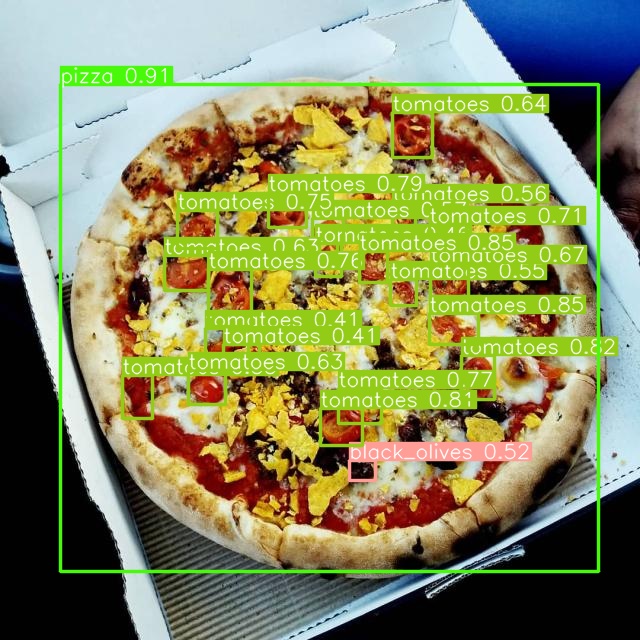 pizza 0.91
tomatoes 0.64
tomatoes 0.79
tomatoes 0.56
tomatoes 0.75
tomatoes
tomatoes 0.71
tomatoes 0.63
tomatoes 0.85
tomatoes 0.67
tomatoes 0.76
tomatoes 0.55
tomatoes 0.85
tomatoes 0.41
tomatoes 0.41
tomatoes 0.82
tomatoes 0.63
tomatoes 0.77
tomatoes 0.81
black_olives 0.52